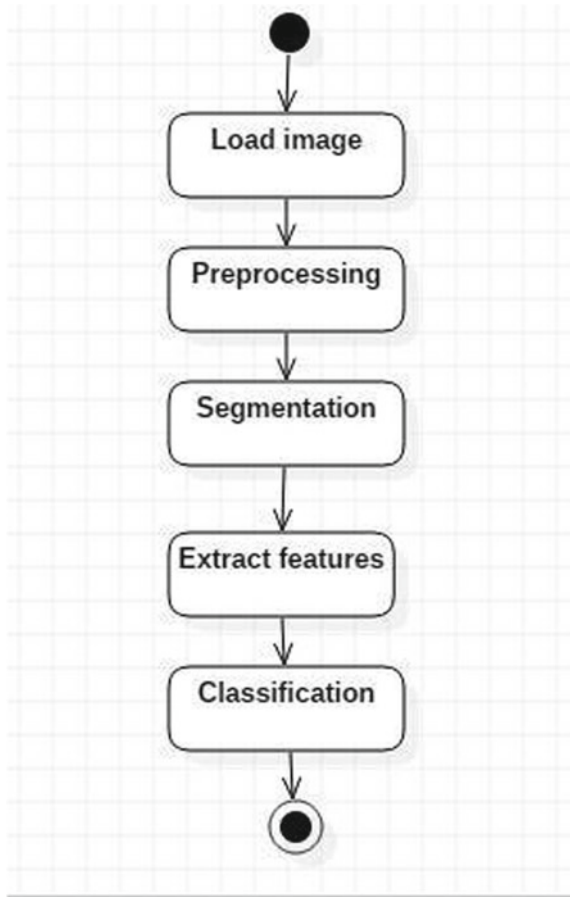 Load image
Preprocessing
Segmentation
Extract features
Classification